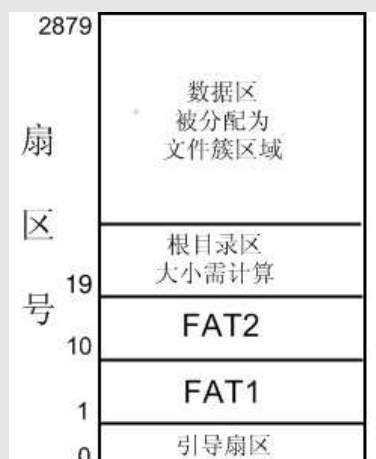 2879
数据区
被分配为
文件簇区域
扇
区
号
根目录区
大小需计算
19
FAT2
10
FAT1
1
引导扇区
0